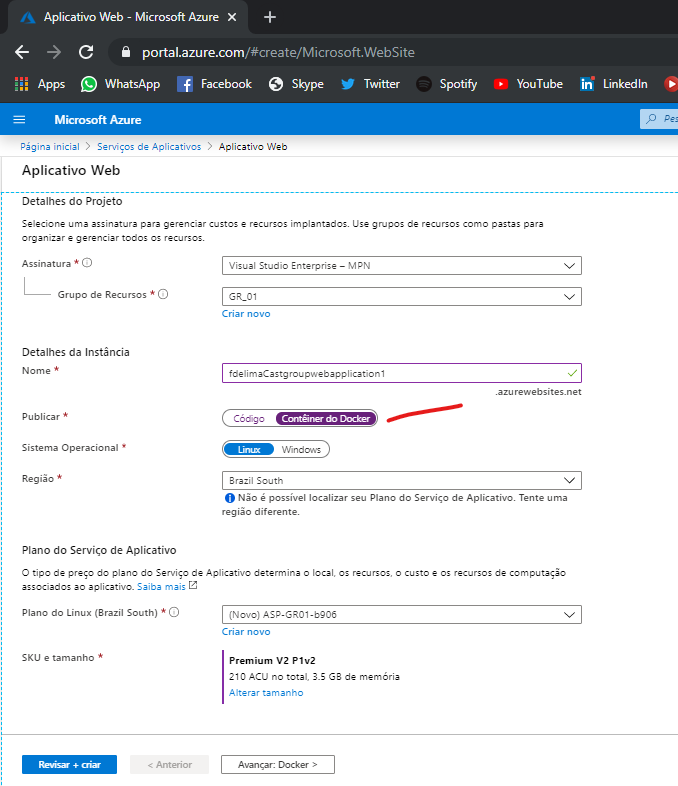 Aplicativo Web - Microsoft Azure
portal.azure.com/#create/Microsoft.WebSite
Apps WhatsApp Facebook Skype Twitter Spotify YouTube LinkedIn
Microsoft Azure
Página inicial > Serviços de Aplicativos > Aplicativo Web
Aplicativo Web
Detalhes do Projeto
Selecione uma assinatura para gerenciar custos e recursos implantados. Use grupos de recursos como pastas para
organizar e gerenciar todos os recursos.
Assinatura * Visual Studio Enterprise – MPN
Grupo de Recursos * GR_01
Criar novo
Detalhes da Instância
Nome * fdelimaCastgroupwebapplication1
.azurewebsites.net
Publicar * Código Contêiner do Docker
Sistema Operacional * Linux Windows
Região * Brazil South
Não é possível localizar seu Plano do Serviço de Aplicativo. Tente uma
região diferente.
Plano do Serviço de Aplicativo
O tipo de preço do plano do Serviço de Aplicativo determina o local, os recursos, o custo e os recursos de computação
associados ao aplicativo. Saiba mais
Plano do Linux (Brazil South) * (Novo) ASP-GR01-b906
Criar novo
SKU e tamanho * Premium V2 P1v2
210 ACU no total, 3.5 GB de memória
Alterar tamanho
Revisar + criar < Anterior Avançar: Docker >